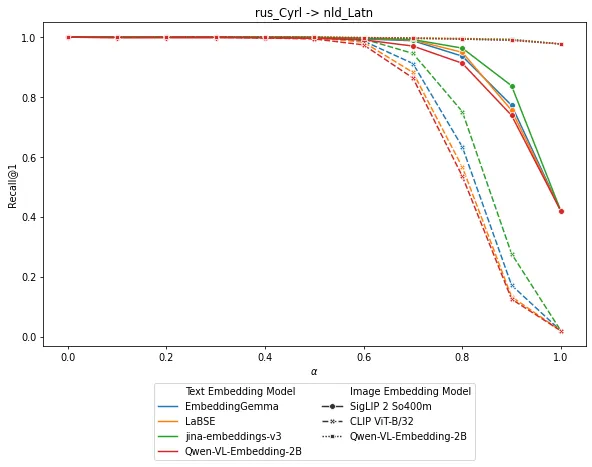 rus_Cyrl -> nld_Latn
Recall@1
1.0
0.8
0.6
0.4
0.2
0.0
0.0 0.2 0.4 0.6 0.8 1.0
α
Text Embedding Model
EmbeddingGemma
LaBSE
jina-embeddings-v3
Qwen-VL-Embedding-2B
Image Embedding Model
SigLIP 2 So400m
CLIP ViT-B/32
Qwen-VL-Embedding-2B